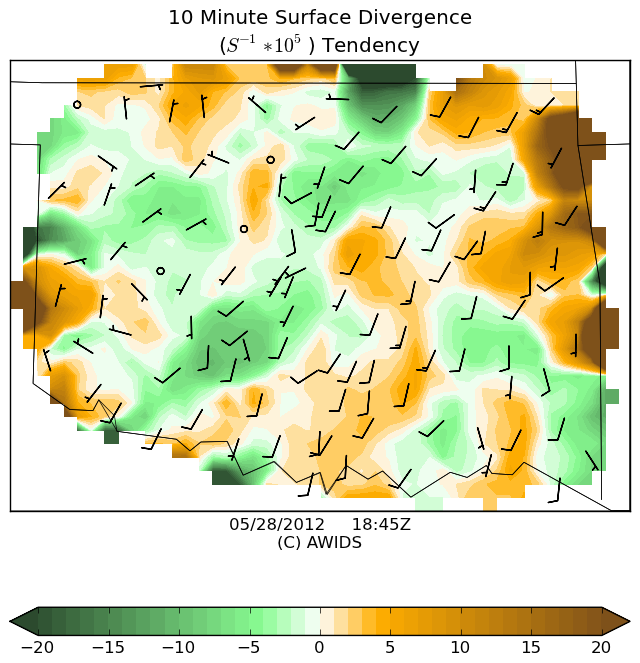 10 Minute Surface Divergence
(S⁻¹ *10⁵ ) Tendency
05/28/2012 18:45Z
(C) AWIDS
−20 −15 −10 −5 0 5 10 15 20